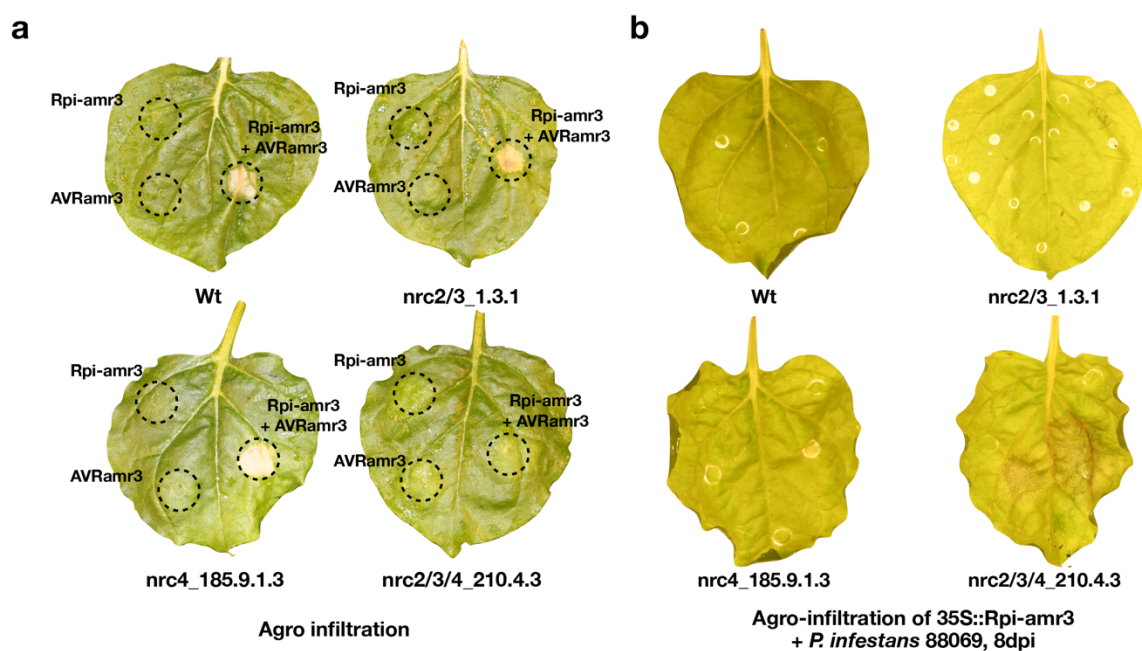 a
Rpi-amr3
Rpi-amr3
+ AVRamr3
AVRamr3
Wt
Rpi-amr3
Rpi-amr3
+ AVRamr3
AVRamr3
nrc2/3_1.3.1
Rpi-amr3
Rpi-amr3
+ AVRamr3
AVRamr3
nrc4_185.9.1.3
Rpi-amr3
Rpi-amr3
+ AVRamr3
AVRamr3
nrc2/3/4_210.4.3
Agro infiltration
b
Wt
nrc2/3_1.3.1
nrc4_185.9.1.3
nrc2/3/4_210.4.3
Agro-infiltration of 35S::Rpi-amr3
+ P. infestans 88069, 8dpi